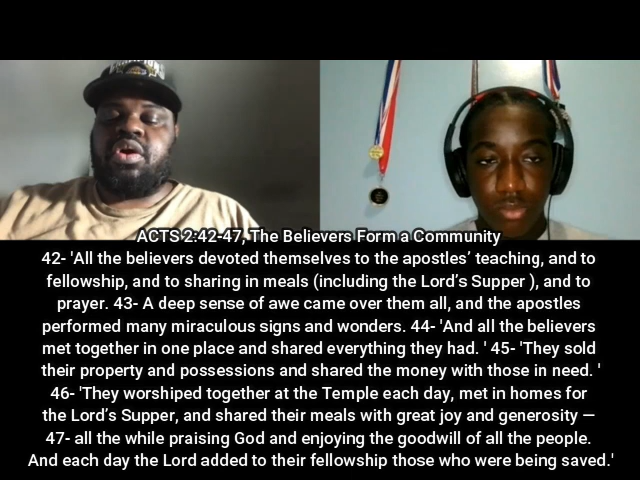 ACTS 2:42-47, The Believers Form a Community
42- 'All the believers devoted themselves to the apostles’ teaching, and to
fellowship, and to sharing in meals (including the Lord’s Supper ), and to
prayer. 43- A deep sense of awe came over them all, and the apostles
performed many miraculous signs and wonders. 44- 'And all the believers
met together in one place and shared everything they had. ' 45- 'They sold
their property and possessions and shared the money with those in need. '
46- 'They worshiped together at the Temple each day, met in homes for
the Lord’s Supper, and shared their meals with great joy and generosity —
47- all the while praising God and enjoying the goodwill of all the people.
And each day the Lord added to their fellowship those who were being saved.'